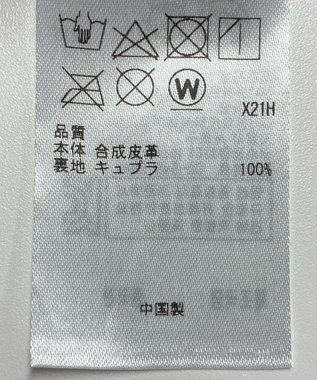 W
X21H
品質
本体 合成皮革
裏地 キュプラ 100%
中国製